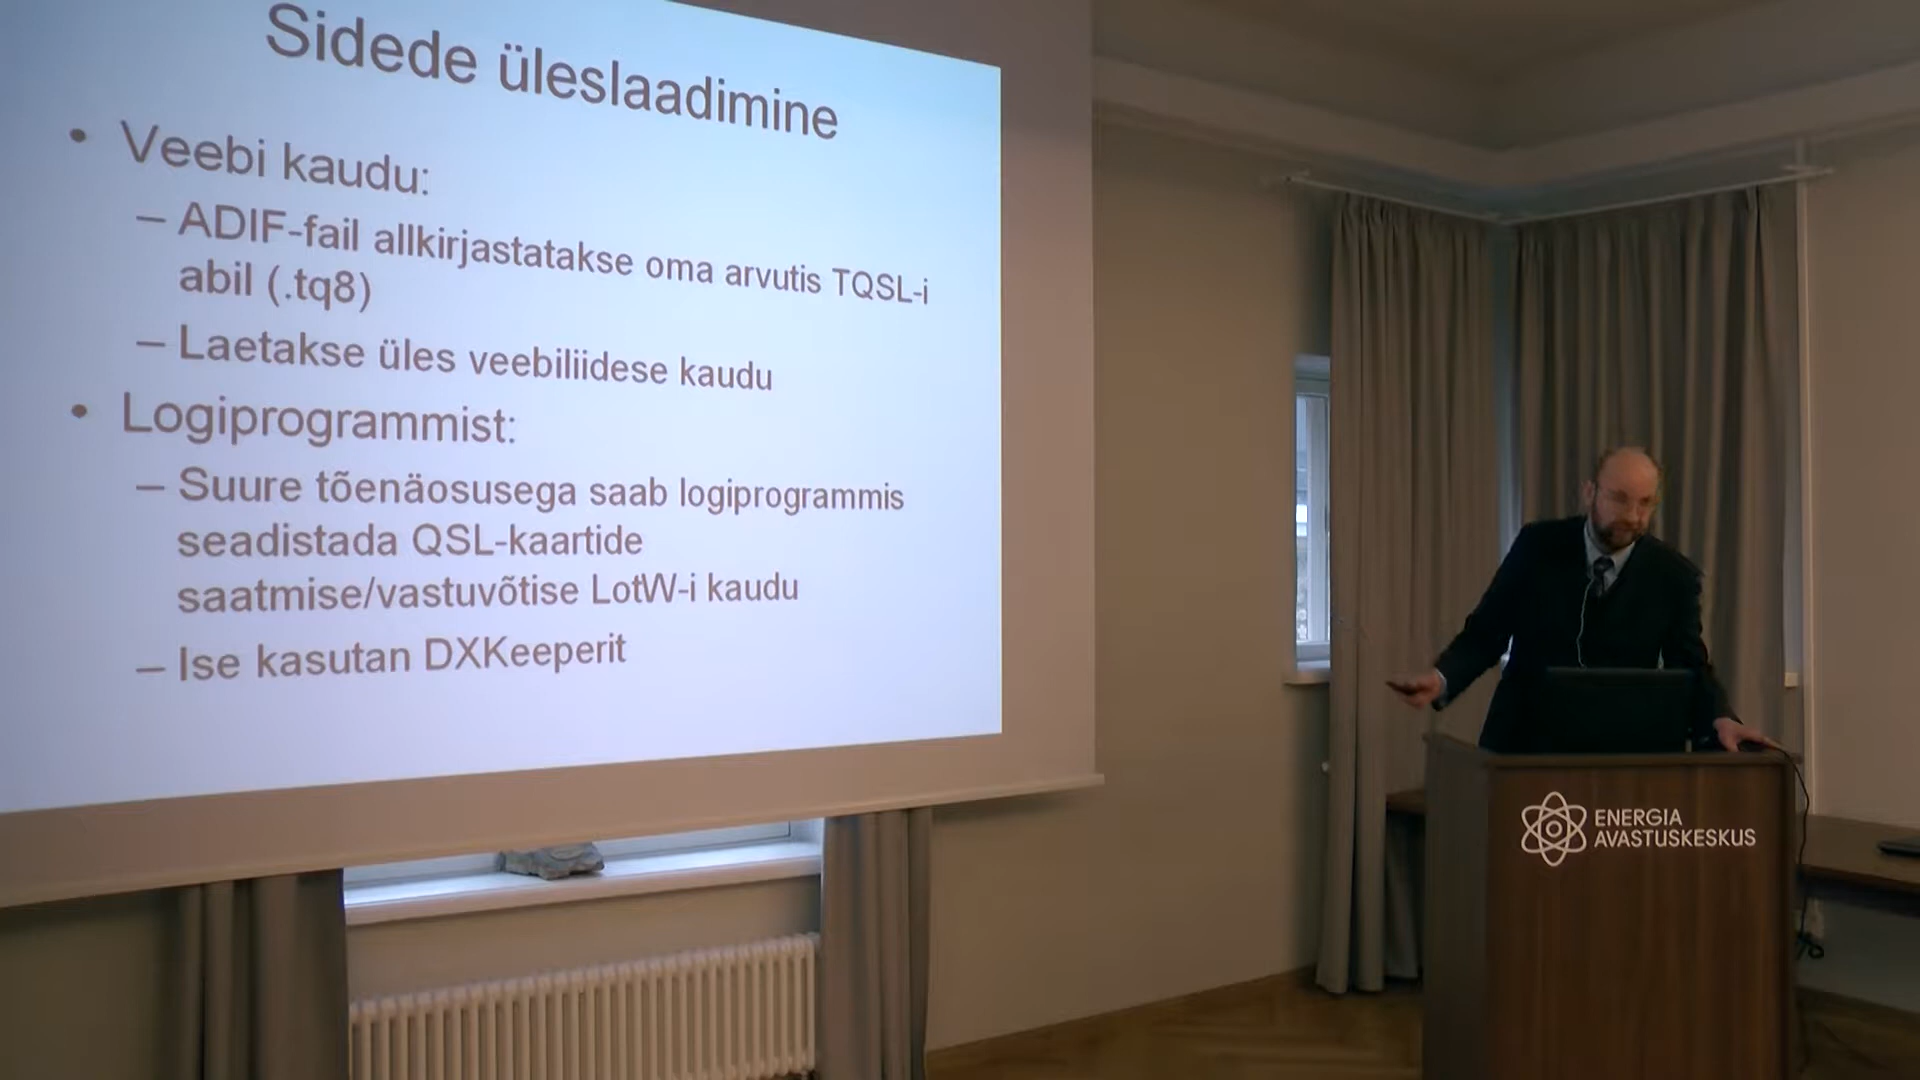 Sidede üleslaadimine
• Veebi kaudu:
– ADIF-fail allkirjastatakse oma arvutis TQSL-i
abil (.tq8)
– Laetakse üles veebiliidese kaudu
• Logiprogrammist:
– Suure tõenäosusega saab logiprogrammis
seadistada QSL-kaartide
saatmise/vastuvõtise LotW-i kaudu
– Ise kasutan DXKeeperit
ENERGIA
AVASTUSKESKUS